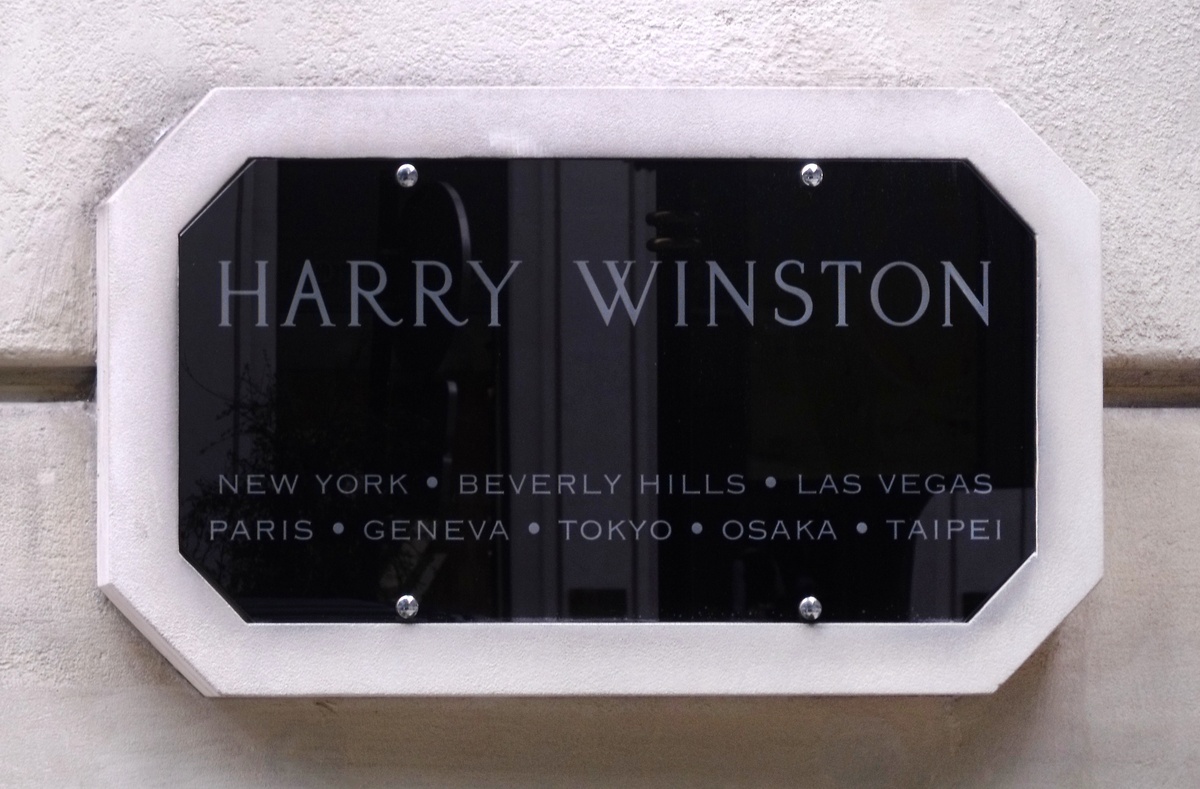 HARRY WINSTON
NEW YORK • BEVERLY HILLS • LAS VEGAS
PARIS • GENEVA • TOKYO • OSAKA • TAIPEI